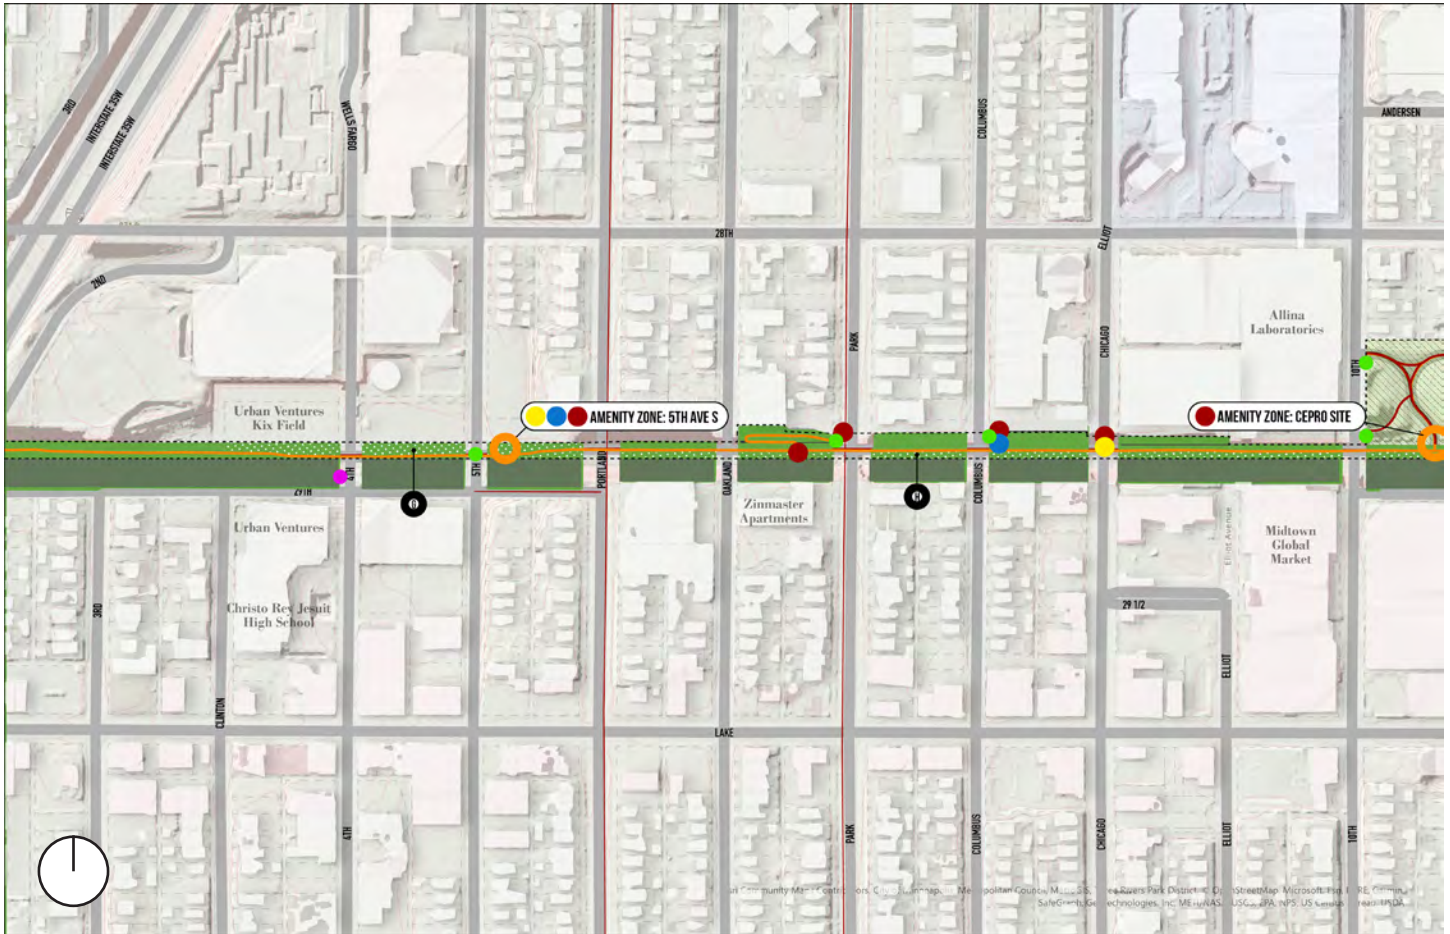 3RD
INTERSTATE 35W
INTERSTATE 35W
WELLS FARGO
COLUMBUS
ANDERSEN
28TH
ELLIOT
2ND
Allina
Laboratories
PARK
CHICAGO
10TH
Urban Ventures
Kix Field
AMENITY ZONE: 5TH AVE S
AMENITY ZONE: CEPRO SITE
4TH
5TH
PORTLAND
OAKLAND
COLUMBUS
29TH
Zinmaster
Apartments
Urban Ventures
Elliot Avenue
Midtown
Global
Market
3RD
Christo Rey Jesuit
High School
29 1/2
CLINTON
ELLIOT
LAKE
4TH
PARK
COLUMBUS
CHICAGO
ELLIOT
10TH